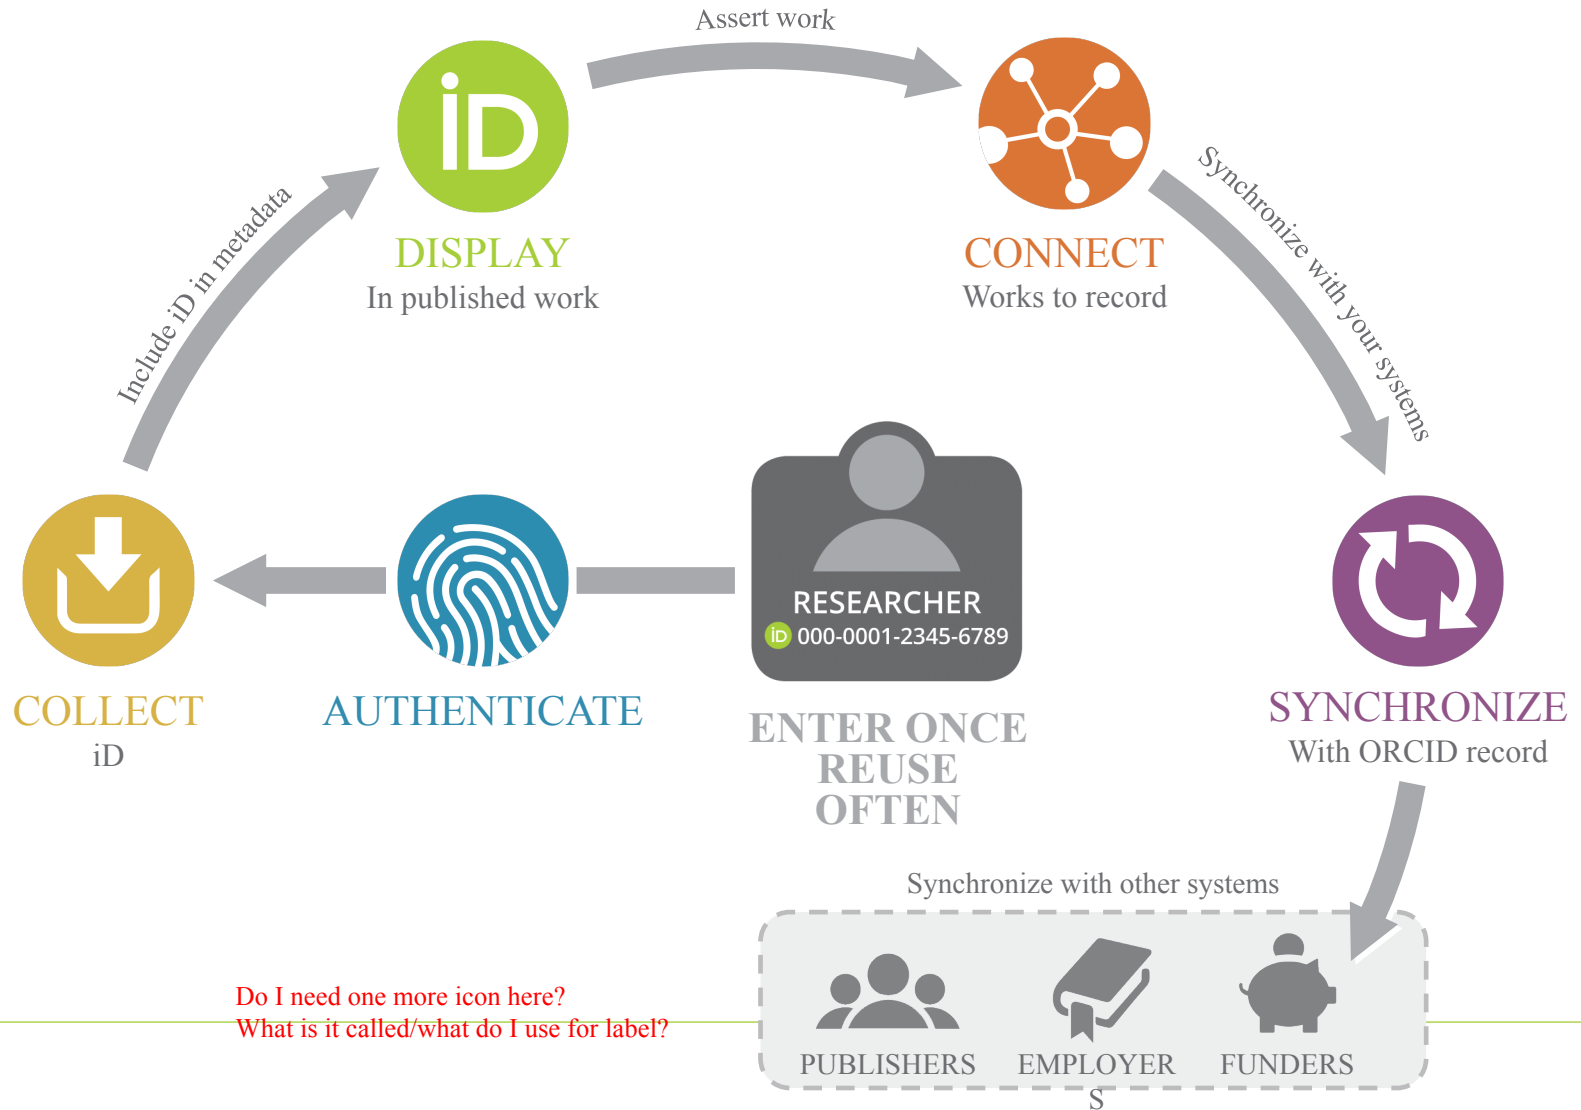 Assert work
iD
DISPLAY
In published work
CONNECT
Works to record
Include iD in metadata
Synchronize with your systems
RESEARCHER
iD 000-0001-2345-6789
COLLECT
iD
AUTHENTICATE
ENTER ONCE
REUSE
OFTEN
SYNCHRONIZE
With ORCID record
Synchronize with other systems
Do I need one more icon here?
What is it called/what do I use for label?
PUBLISHERS
EMPLOYER
S
FUNDERS